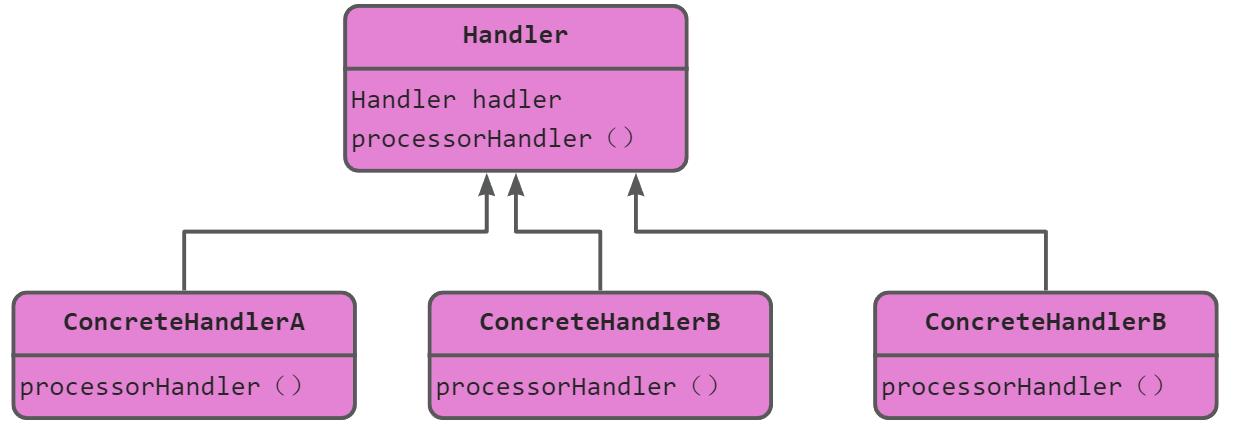 Handler
Handler hadler
processorHandler（）
ConcreteHandlerA
processorHandler（）
ConcreteHandlerB
processorHandler（）
ConcreteHandlerB
processorHandler（）